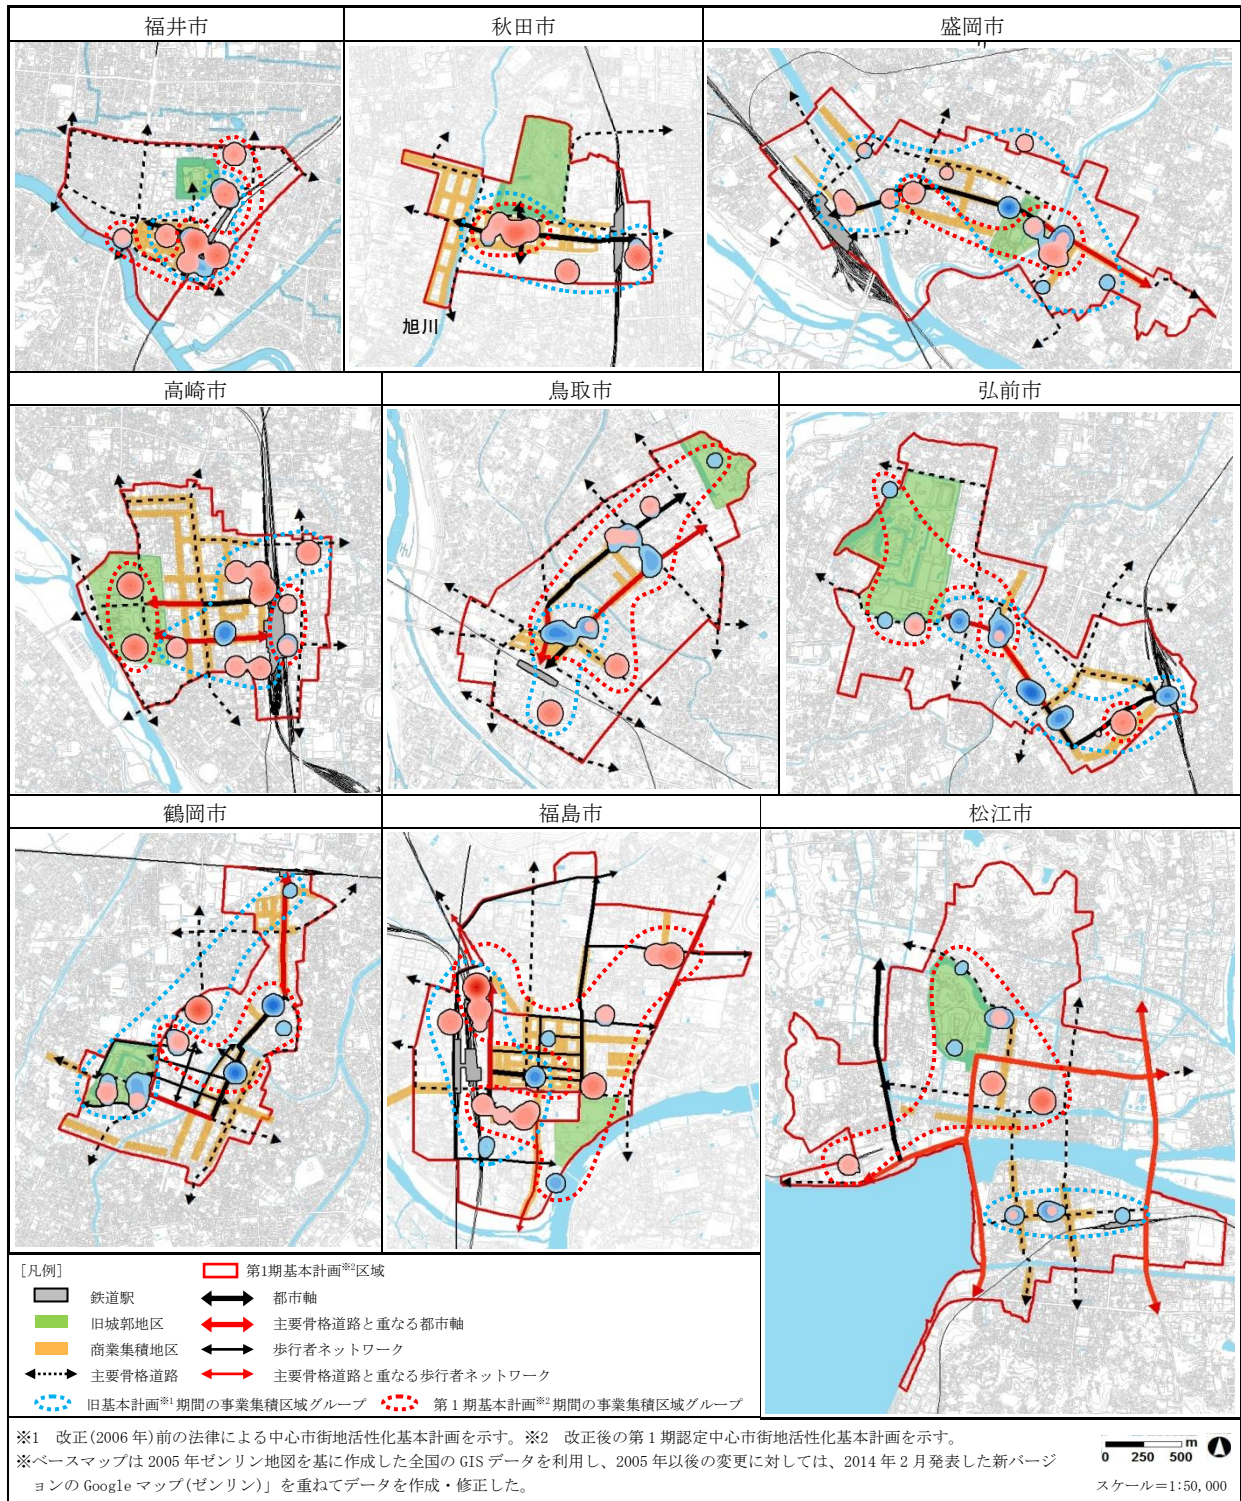 福井市
秋田市
盛岡市
旭川
高崎市
鳥取市
弘前市
鶴岡市
福島市
松江市
[凡例]
第1期基本計画※2区域
鉄道駅
都市軸
旧城郭地区
主要骨格道路と重なる都市軸
商業集積地区
歩行者ネットワーク
主要骨格道路
主要骨格道路と重なる歩行者ネットワーク
旧基本計画※1期間の事業集積区域グループ
第1期基本計画※2期間の事業集積区域グループ
※1 改正(2006年)前の法律による中心市街地活性化基本計画を示す。※2 改正後の第1期認定中心市街地活性化基本計画を示す。
※ベースマップは2005年ゼンリン地図を基に作成した全国のGISデータを利用し、2005年以後の変更に対しては、2014年2月発表した新バージ
ョンのGoogleマップ(ゼンリン)」を重ねてデータを作成・修正した。
m
0 250 500
スケール=1:50,000